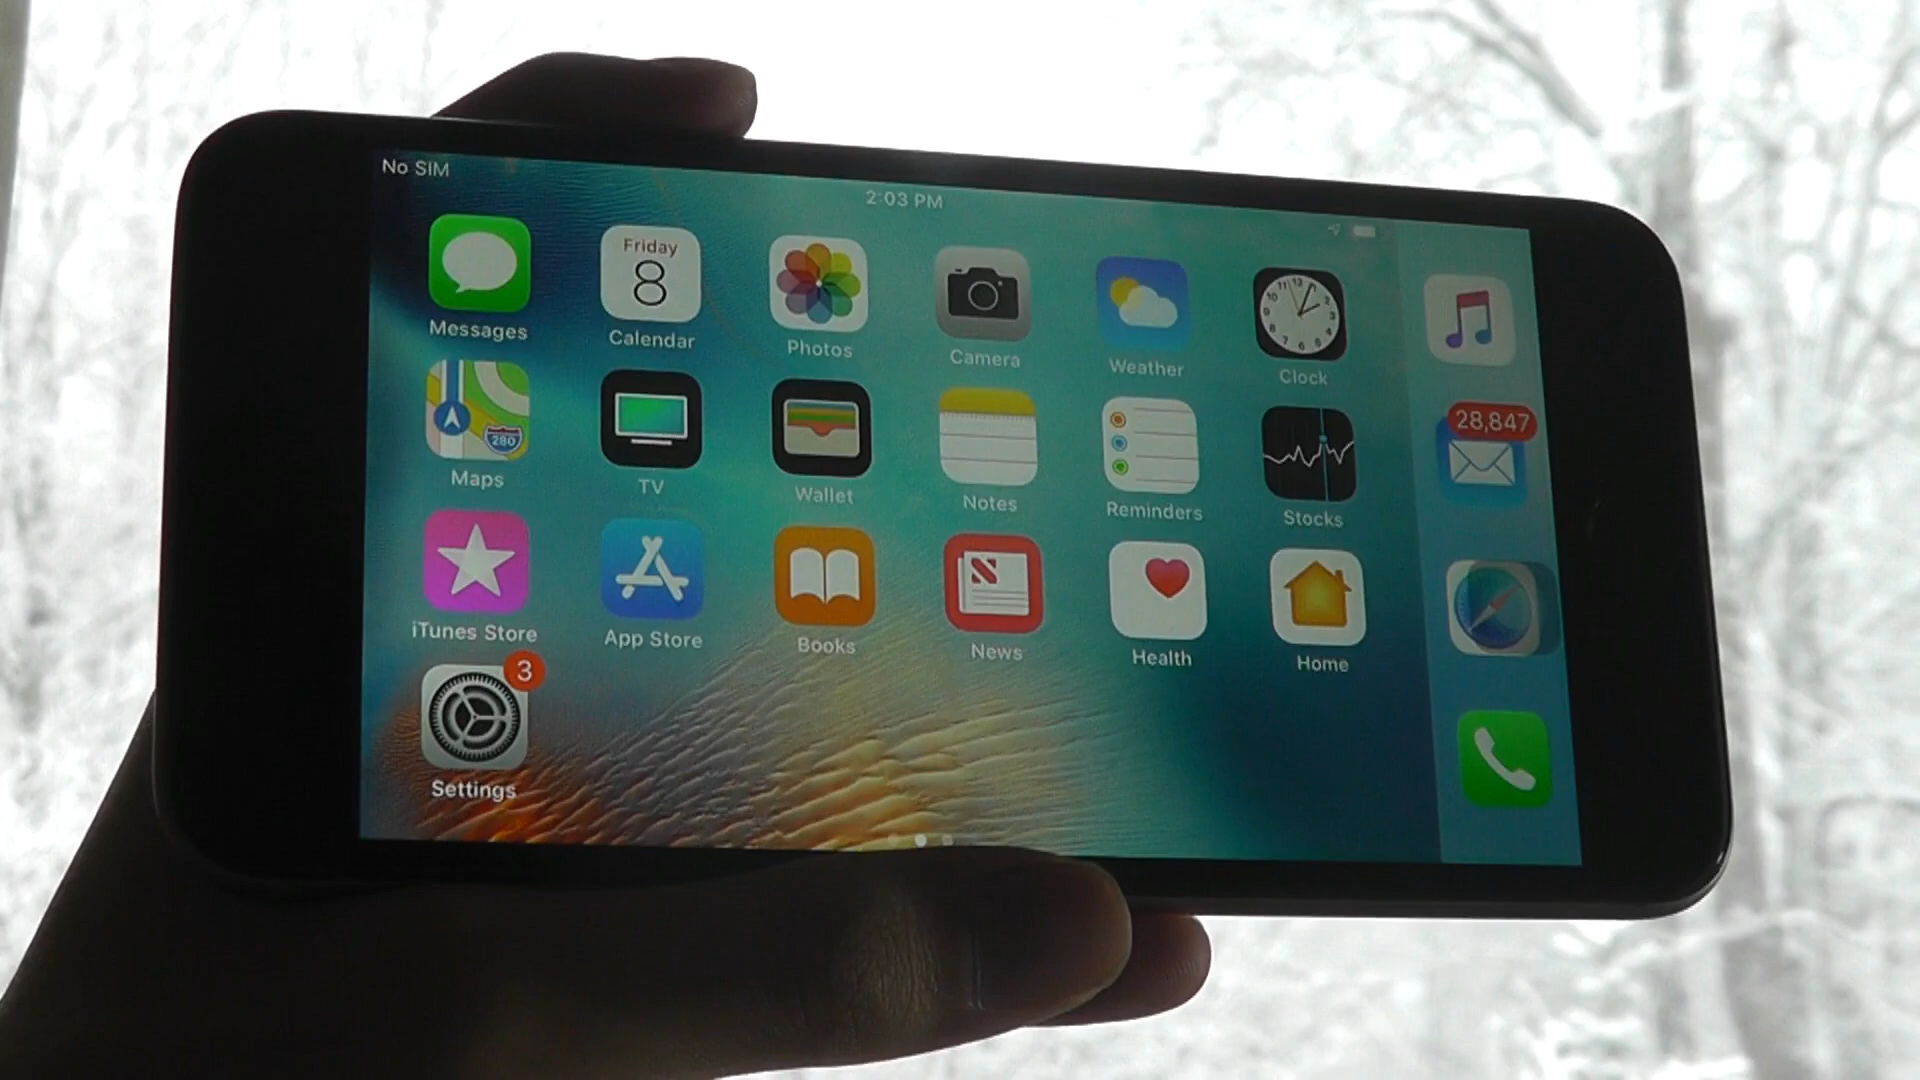 No SIM
2:03 PM
Friday
8
Messages
Calendar
Photos
Camera
Weather
Clock
280
28,847
Maps
TV
Wallet
Notes
Reminders
Stocks
iTunes Store
App Store
Books
News
Health
Home
3
Settings